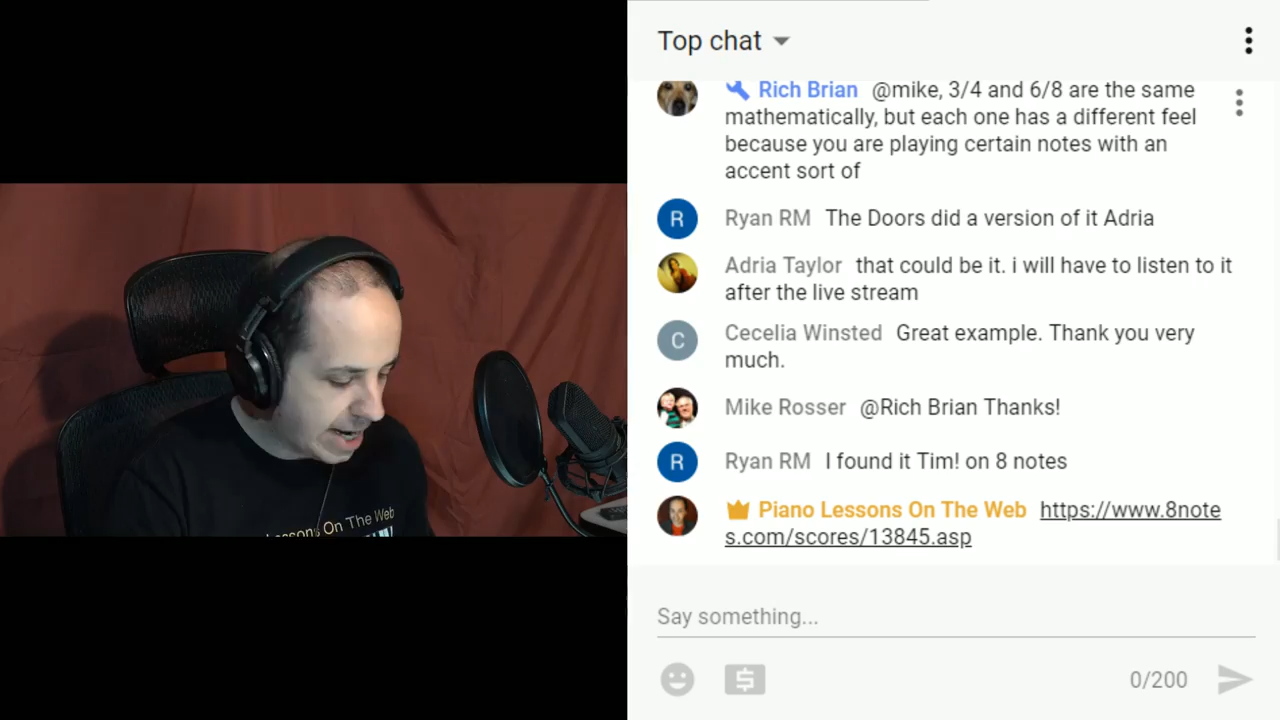 Top chat
Rich Brian @mike, 3/4 and 6/8 are the same
mathematically, but each one has a different feel
because you are playing certain notes with an
accent sort of
R Ryan RM The Doors did a version of it Adria
Adria Taylor that could be it. i will have to listen to it
after the live stream
C Cecelia Winsted Great example. Thank you very
much.
Mike Rosser @Rich Brian Thanks!
R Ryan RM I found it Tim! on 8 notes
Piano Lessons On The Web https://www.8note
s.com/scores/13845.asp
Say something...
0/200
Lessons On The Web